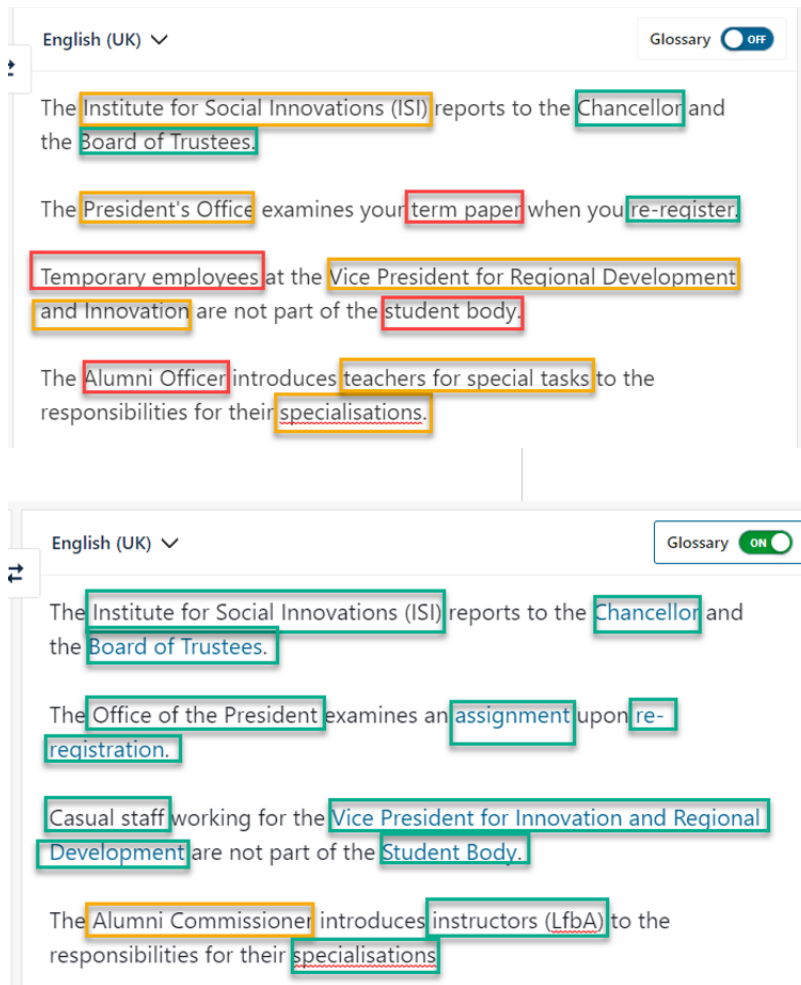 English (UK)
Glossary OFF
The Institute for Social Innovations (ISI) reports to the Chancellor and
the Board of Trustees.
The President's Office examines your term paper when you re-register.
Temporary employees at the Vice President for Regional Development
and Innovation are not part of the student body.
The Alumni Officer introduces teachers for special tasks to the
responsibilities for their specialisations.
English (UK)
Glossary ON
The Institute for Social Innovations (ISI) reports to the Chancellor and
the Board of Trustees.
The Office of the President examines an assignment upon re-
registration.
Casual staff working for the Vice President for Innovation and Regional
Development are not part of the Student Body.
The Alumni Commissioner introduces instructors (LfbA) to the
responsibilities for their specialisations